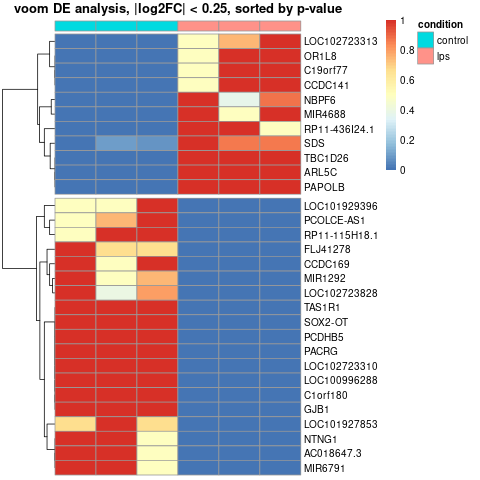 voom DE analysis, |log2FC| < 0.25, sorted by p-value
1
0.8
0.6
0.4
0.2
0
condition
control
lps
LOC102723313
OR1L8
C19orf77
CCDC141
NBPF6
MIR4688
RP11-436I24.1
SDS
TBC1D26
ARL5C
PAPOLB
LOC101929396
PCOLCE-AS1
RP11-115H18.1
FLJ41278
CCDC169
MIR1292
LOC102723828
TAS1R1
SOX2-OT
PCDHB5
PACRG
LOC102723310
LOC100996288
C1orf180
GJB1
LOC101927853
NTNG1
AC018647.3
MIR6791